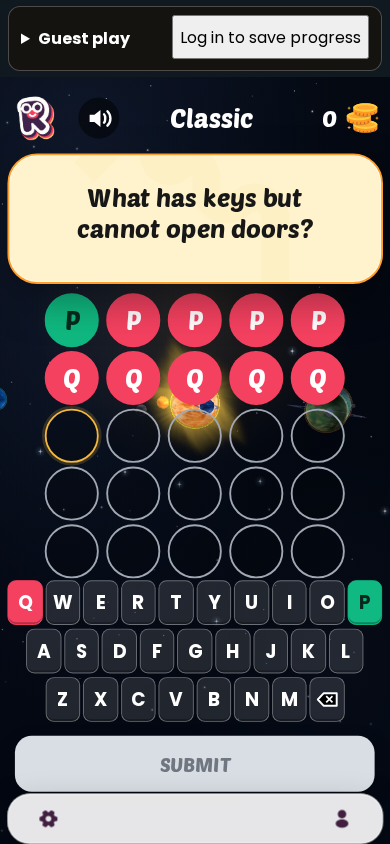 Guest play
Log in to save progress
Classic
0
What has keys but
cannot open doors?
P P P P P
Q Q Q Q Q
Q W E R T Y U I O P
A S D F G H J K L
Z X C V B N M
SUBMIT